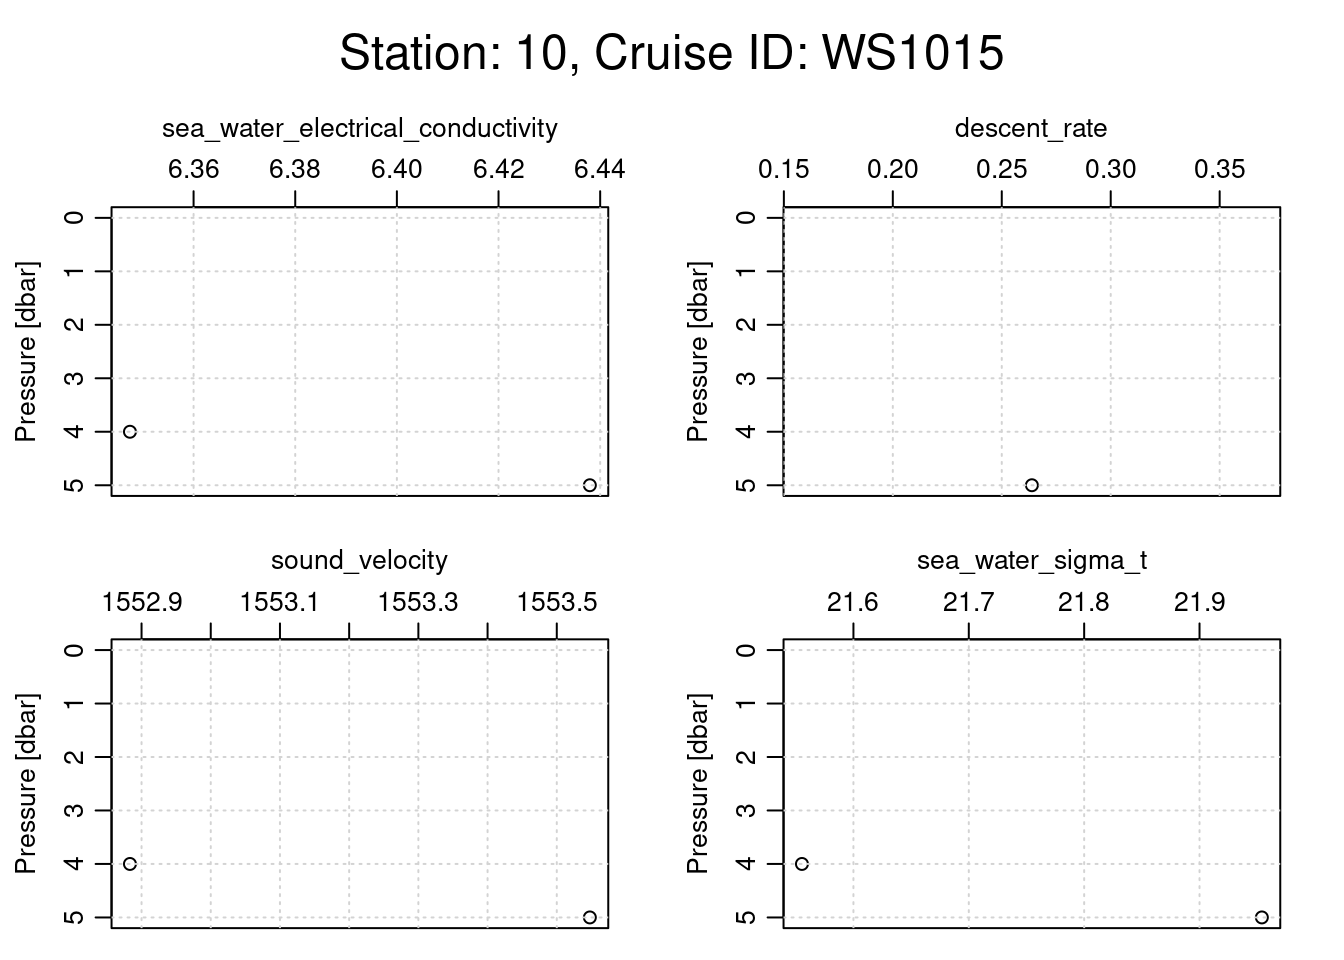 Station: 10, Cruise ID: WS1015
sea_water_electrical_conductivity
6.36 6.38 6.40 6.42 6.44
Pressure [dbar]
0
1
2
3
4
5
descent_rate
0.15 0.20 0.25 0.30 0.35
Pressure [dbar]
0
1
2
3
4
5
sound_velocity
1552.9 1553.1 1553.3 1553.5
Pressure [dbar]
0
1
2
3
4
5
sea_water_sigma_t
21.6 21.7 21.8 21.9
Pressure [dbar]
0
1
2
3
4
5